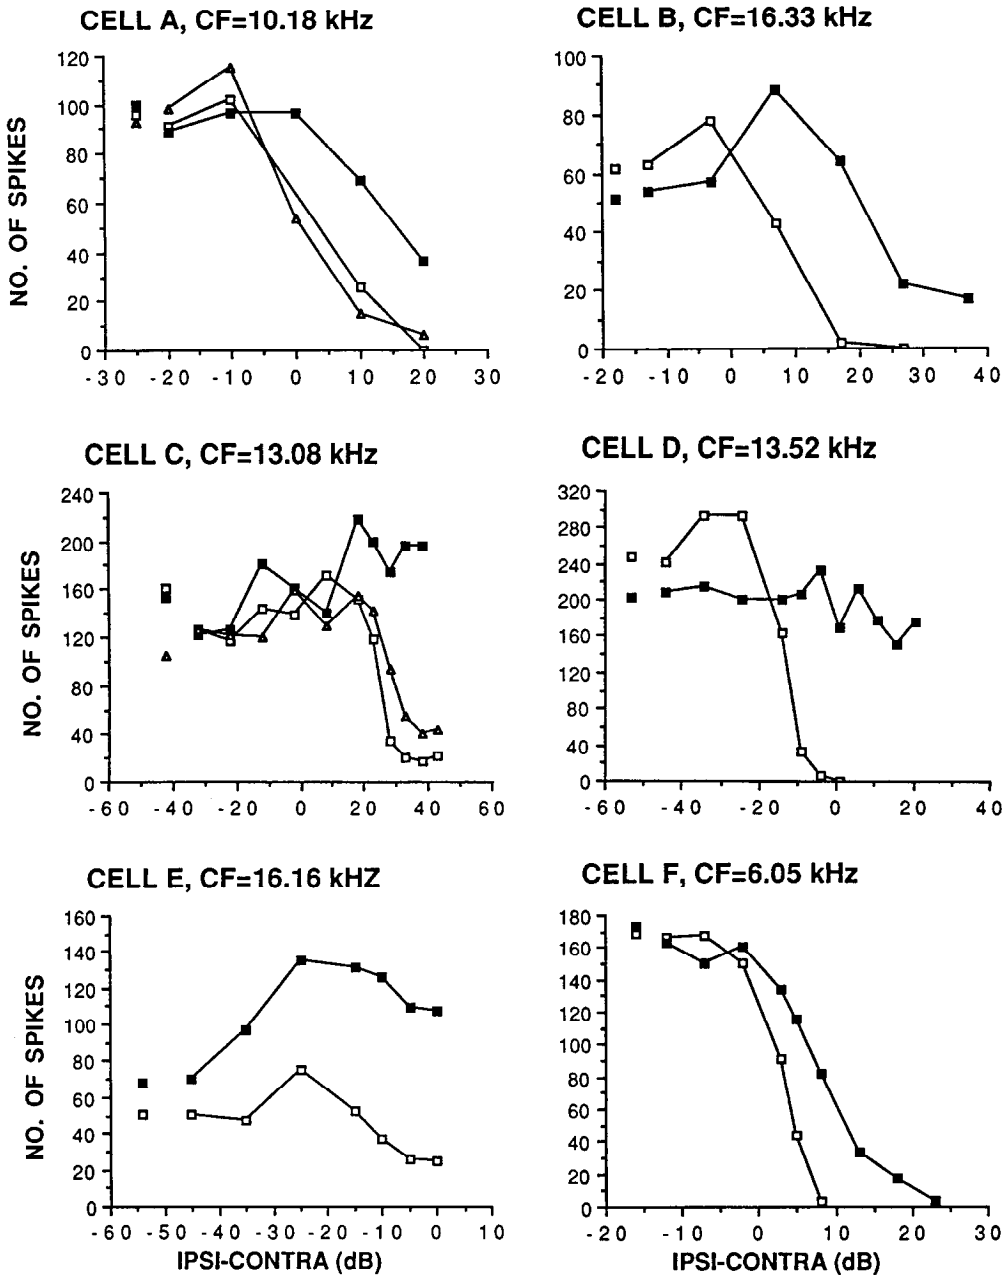 CELL A, CF=10.18 kHz
NO. OF SPIKES
120
100
80
60
40
20
0
-30 -20 -10 0 10 20 30
CELL B, CF=16.33 kHz
100
80
60
40
20
0
-20 -10 0 10 20 30 40
CELL C, CF=13.08 kHz
NO. OF SPIKES
240
200
160
120
80
40
0
-60 -40 -20 0 20 40 60
CELL D, CF=13.52 kHz
320
280
240
200
160
120
80
40
0
-60 -40 -20 0 20 40
CELL E, CF=16.16 kHZ
NO. OF SPIKES
160
140
120
100
80
60
40
20
0
-60 -50 -40 -30 -20 -10 0 10
IPSI-CONTRA (dB)
CELL F, CF=6.05 kHz
180
160
140
120
100
80
60
40
20
0
-20 -10 0 10 20 30
IPSI-CONTRA (dB)